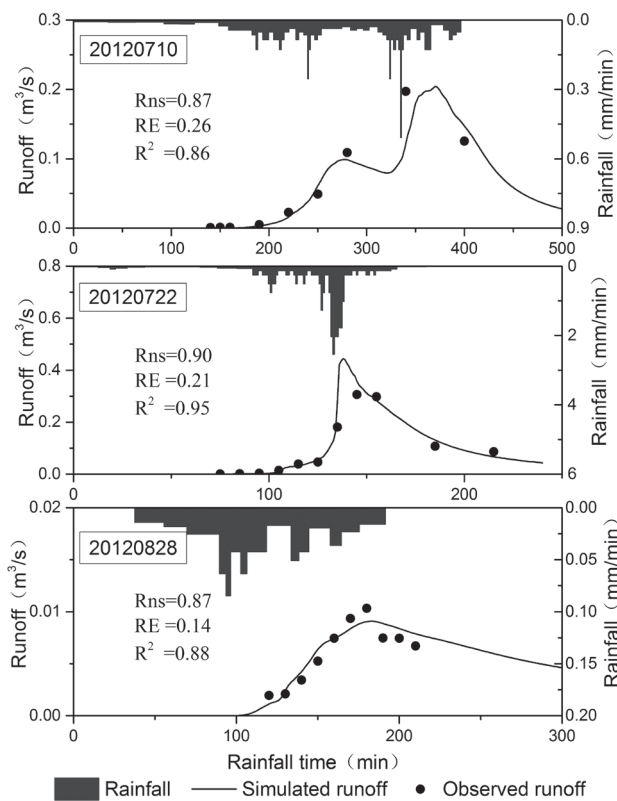 0.3 0.0
20120710
Rns=0.87
RE =0.26
R² =0.86
0.2 0.3
0.1 0.6
0.0 0.9
Runoff（m³/s）
Rainfall（mm/min）
0 100 200 300 400 500
0.8 0
20120722
Rns=0.90
RE =0.21
R² =0.95
0.6
2
0.4
4
0.2
0.0 6
Runoff（m³/s）
Rainfall（mm/min）
0 100 200
0.02 0.00
20120828
Rns=0.87
RE =0.14
R² =0.88
0.05
0.01 0.10
0.15
0.00 0.20
Runoff（m³/s）
Rainfall（mm/min）
0 100 200 300
Rainfall time（min）
Rainfall Simulated runoff Observed runoff